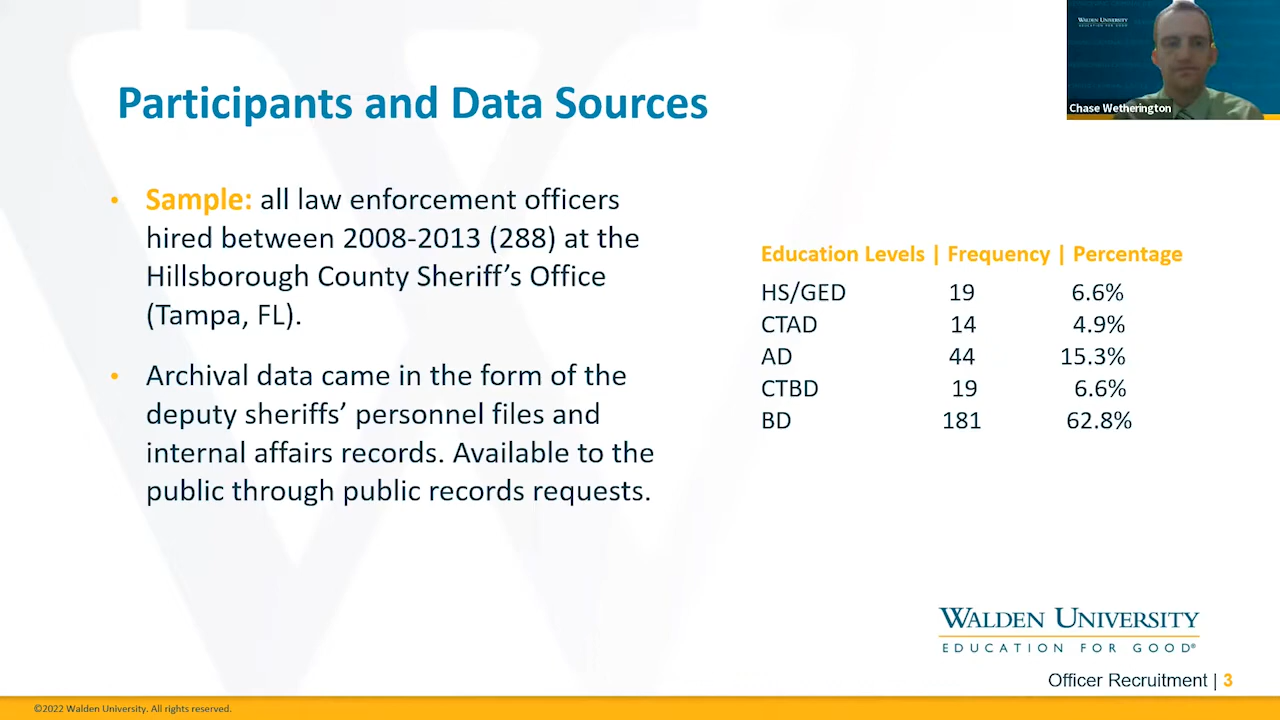 WALDEN UNIVERSITY
Chase Wetherington
Participants and Data Sources
• Sample: all law enforcement officers
hired between 2008-2013 (288) at the
Hillsborough County Sheriff’s Office
(Tampa, FL).
• Archival data came in the form of the
deputy sheriffs’ personnel files and
internal affairs records. Available to the
public through public records requests.
Education Levels | Frequency | Percentage
HS/GED 19 6.6%
CTAD 14 4.9%
AD 44 15.3%
CTBD 19 6.6%
BD 181 62.8%
WALDEN UNIVERSITY
EDUCATION FOR GOOD®
Officer Recruitment | 3
©2022 Walden University. All rights reserved.